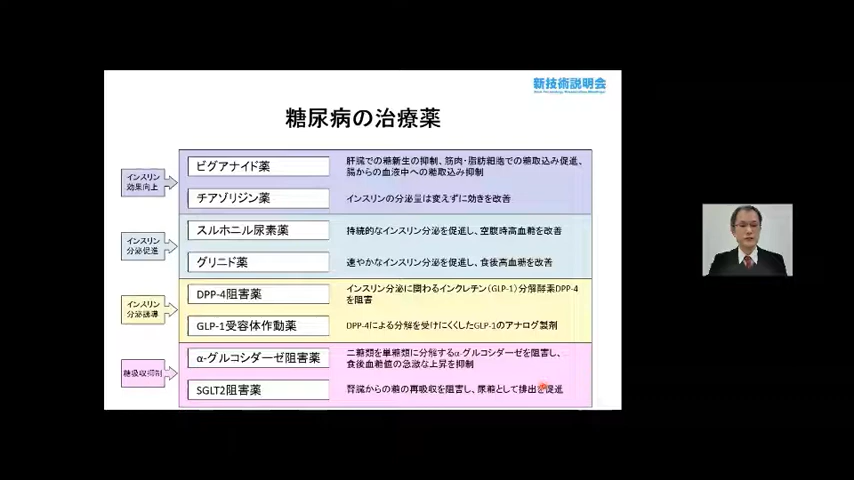 新技術説明会
糖尿病の治療薬
インスリン
効果向上
ビグアナイド薬
肝臓での糖新生の抑制、筋肉・脂肪細胞での糖取込み促進、
腸からの血液中への糖取込み抑制
チアゾリジン薬
インスリンの分泌量は変えずに効きを改善
インスリン
分泌促進
スルホニル尿素薬
持続的なインスリン分泌を促進し、空腹時高血糖を改善
グリニド薬
速やかなインスリン分泌を促進し、食後高血糖を改善
インスリン
分泌誘導
DPP-4阻害薬
インスリン分泌に関わるインクレチン（GLP-1）分解酵素DPP-4
を阻害
GLP-1受容体作動薬
DPP-4による分解を受けにくくしたGLP-1のアナログ製剤
糖吸収抑制
α-グルコシダーゼ阻害薬
二糖類を単糖類に分解するα-グルコシダーゼを阻害し、
食後血糖値の急激な上昇を抑制
SGLT2阻害薬
腎臓からの糖の再吸収を阻害し、尿糖として排出を促進